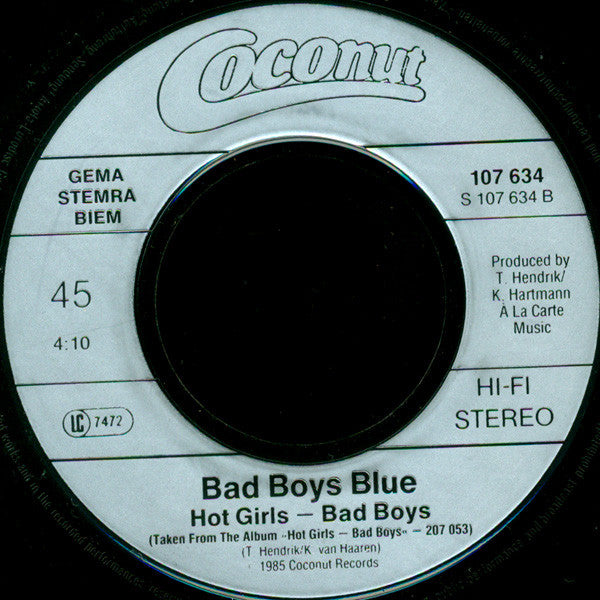 Coconut
GEMA
STEMRA
BIEM
107 634
S 107 634 B
45
4:10
Produced by
T. Hendrik/
K. Hartmann
À La Carte
Music
LC 7472
HI-FI
STEREO
Bad Boys Blue
Hot Girls – Bad Boys
(Taken From The Album »Hot Girls – Bad Boys« – 207 053)
(T Hendrik/K van Haaren)
1985 Coconut Records